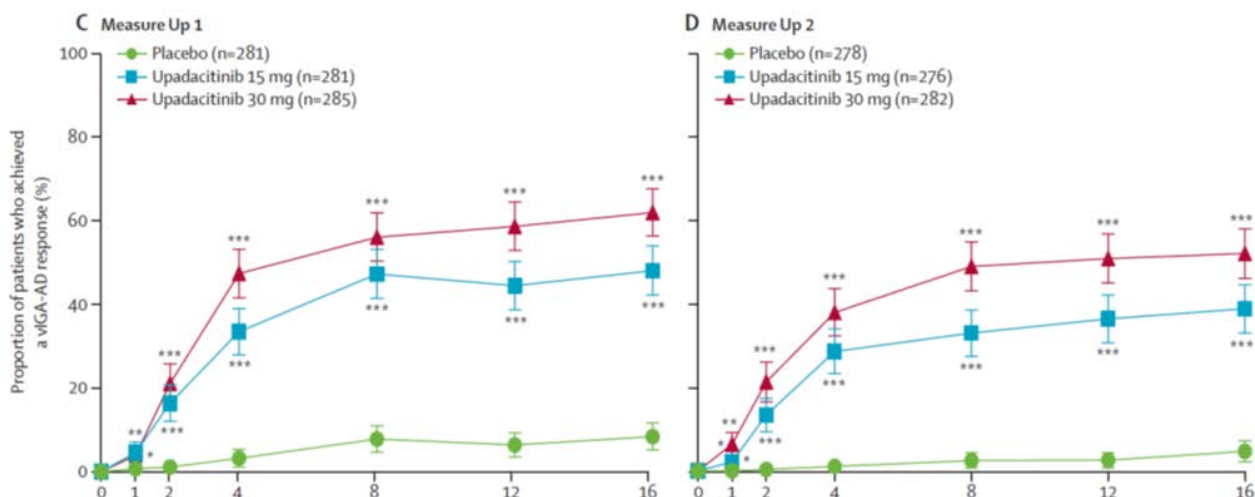 C Measure Up 1
Placebo (n=281)
Upadacitinib 15 mg (n=281)
Upadacitinib 30 mg (n=285)
D Measure Up 2
Placebo (n=278)
Upadacitinib 15 mg (n=276)
Upadacitinib 30 mg (n=282)
Proportion of patients who achieved
a vIGA-AD response (%)
100
80
60
40
20
0
*** *** *** *** *** **
*** *** *** *** *** *
*** *** *** *** *** **
*** *** *** *** *** * *
0 1 2 4 8 12 16
0 1 2 4 8 12 16